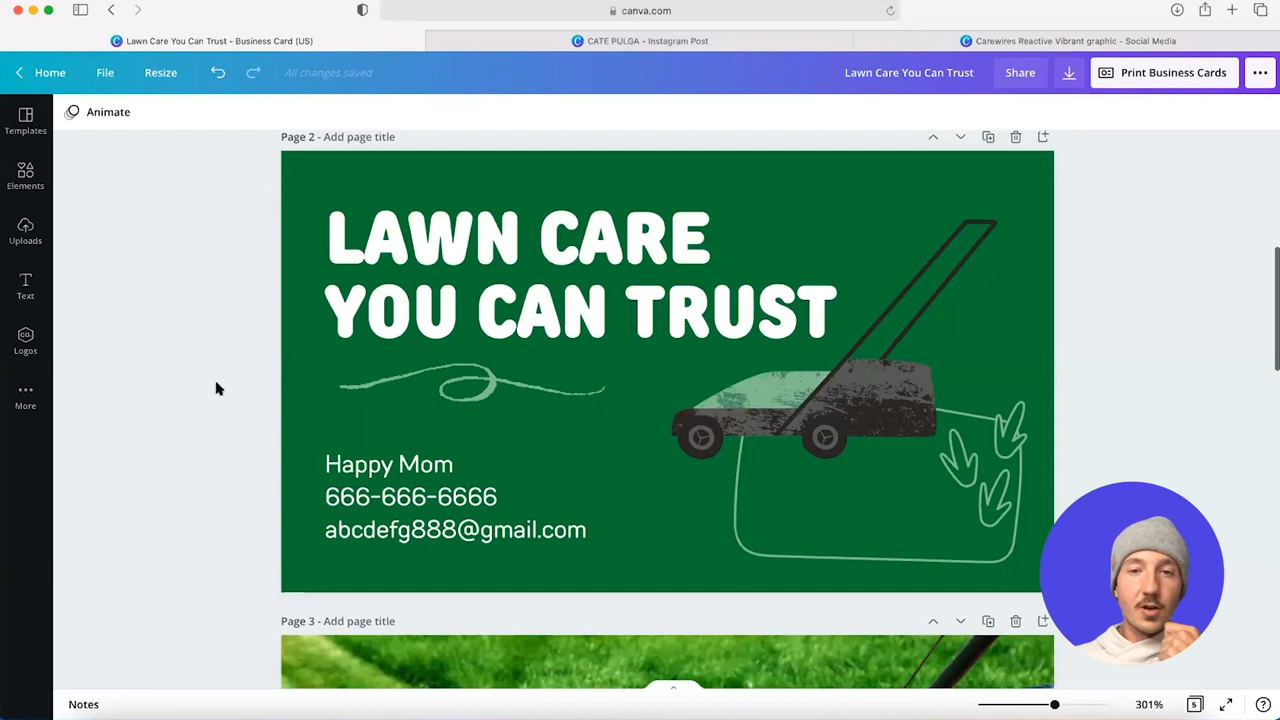 canva.com
Lawn Care You Can Trust - Business Card (US)
CATE PULGA - Instagram Post
Carewires Reactive Vibrant graphic - Social Media
Home
File
Resize
All changes saved
Lawn Care You Can Trust
Share
Print Business Cards
Templates
Elements
Uploads
Text
CO.
Logos
More
Animate
Page 2 - Add page title
LAWN CARE
YOU CAN TRUST
Happy Mom
666-666-6666
abcdefg888@gmail.com
Page 3 - Add page title
Notes
301%
5